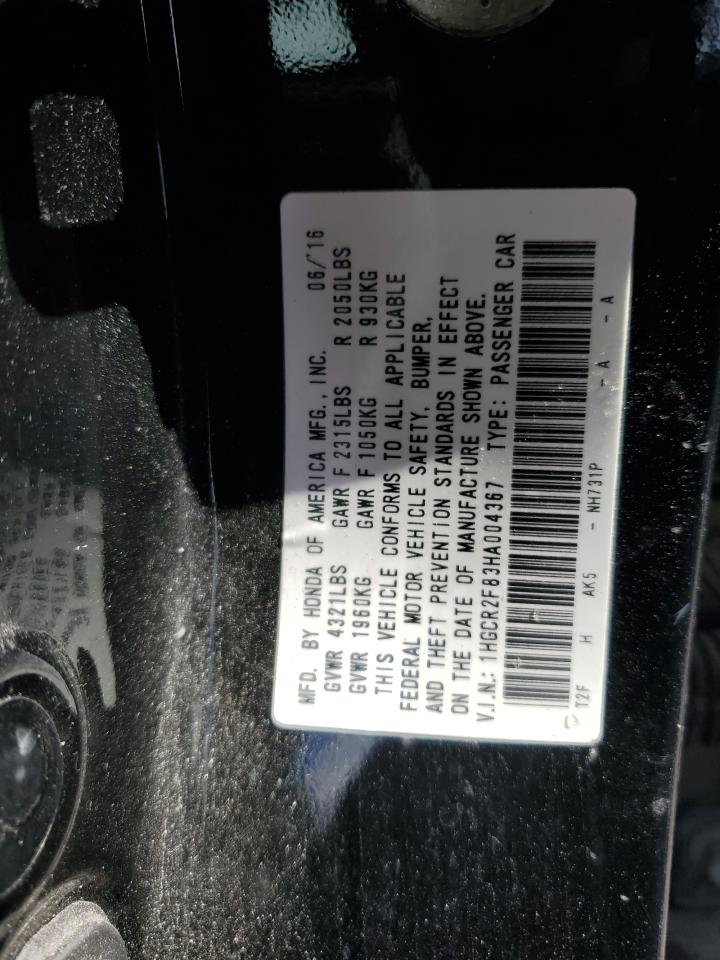 MFD. BY HONDA OF AMERICA MFG., INC. 06/'16
GVWR 4321LBS GAWR F 2315LBS R 2050LBS
GVWR 1960KG GAWR F 1050KG R 930KG
THIS VEHICLE CONFORMS TO ALL APPLICABLE
FEDERAL MOTOR VEHICLE SAFETY, BUMPER,
AND THEFT PREVENTION STANDARDS IN EFFECT
ON THE DATE OF MANUFACTURE SHOWN ABOVE.
V.I.N.: 1HGCR2F83HA004367 TYPE: PASSENGER CAR
T2F H AK5 - NH731P - A - A